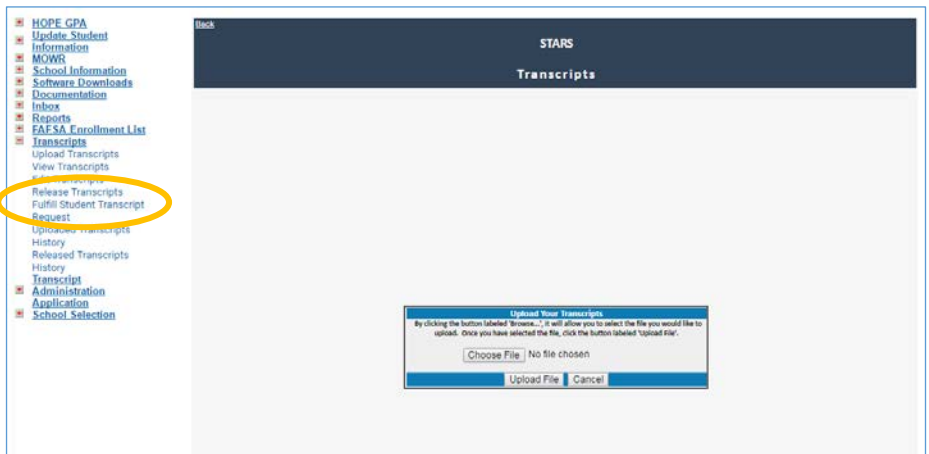 HOPE GPA
Update Student
Information
MOWR
School Information
Software Downloads
Documentation
Inbox
Reports
FAFSA Enrollment List
Transcripts
Upload Transcripts
View Transcripts
Edit Transcripts
Release Transcripts
Fulfill Student Transcript
Request
Uploaded Transcripts
History
Released Transcripts
History
Transcript
Administration
Application
School Selection
Back
STARS
Transcripts
Upload Your Transcripts
By clicking the button labeled 'Browse...', it will allow you to select the file you would like to
upload. Once you have selected the file, click the button labeled 'Upload File'.
Choose File No file chosen
Upload File Cancel